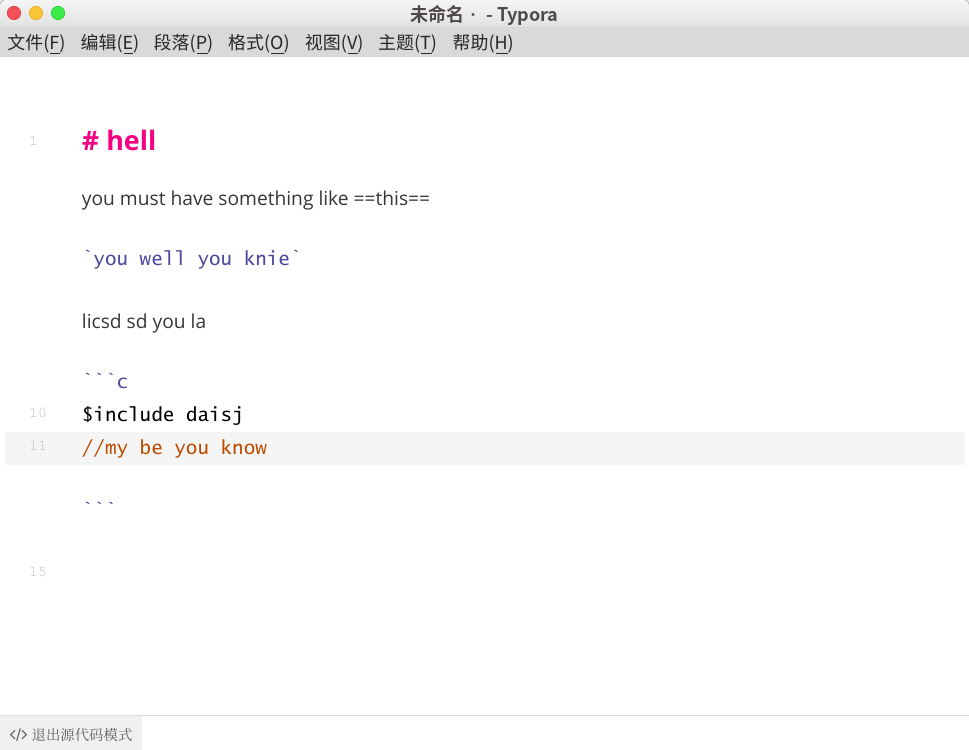 未命名 · - Typora
文件(F) 编辑(E) 段落(P) 格式(O) 视图(V) 主题(T) 帮助(H)
1 # hell
you must have something like ==this==
`you well you knie`
licsd sd you la
```c
10 $include daisj
11 //my be you know
```
15
</> 退出源代码模式